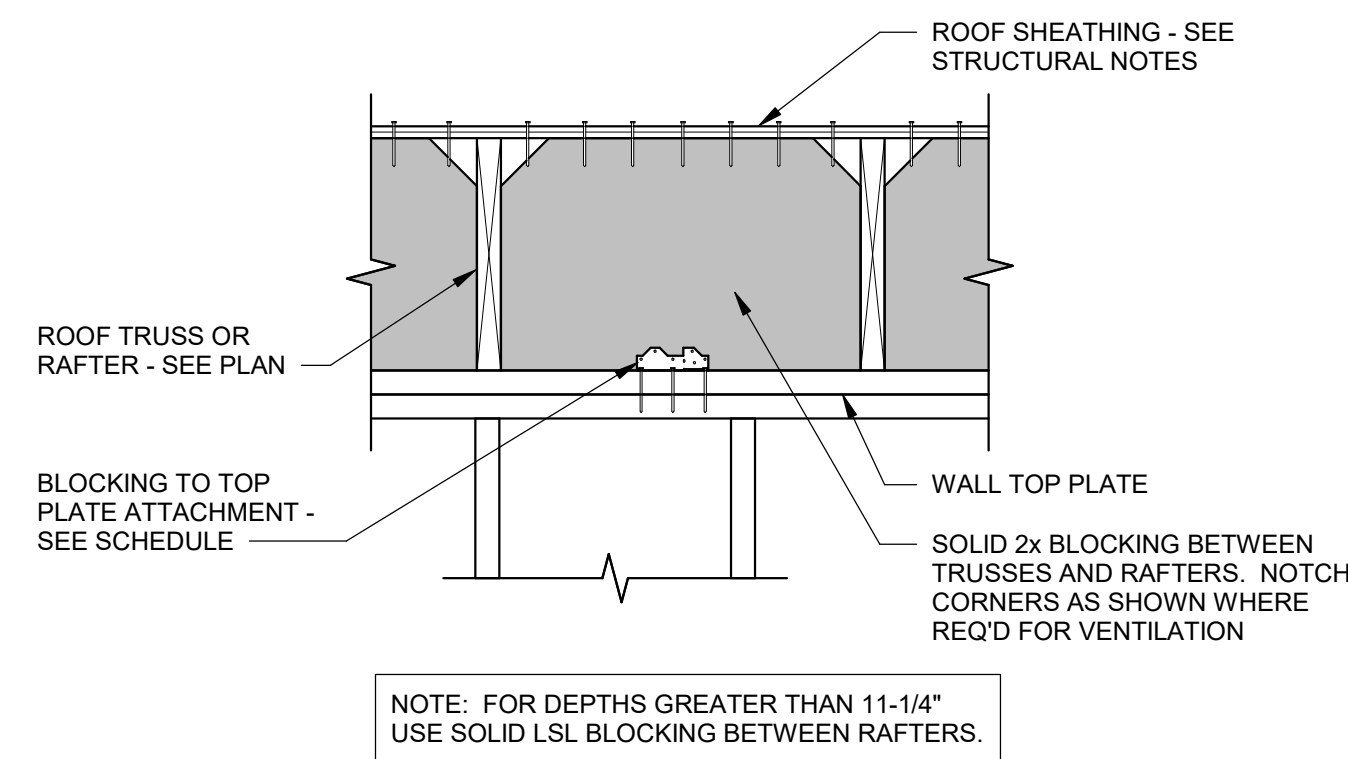 ROOF SHEATHING - SEE
STRUCTURAL NOTES
ROOF TRUSS OR
RAFTER - SEE PLAN
BLOCKING TO TOP
PLATE ATTACHMENT -
SEE SCHEDULE
WALL TOP PLATE
SOLID 2x BLOCKING BETWEEN
TRUSSES AND RAFTERS.  NOTCH
CORNERS AS SHOWN WHERE
REQ'D FOR VENTILATION
NOTE:  FOR DEPTHS GREATER THAN 11-1/4"
USE SOLID LSL BLOCKING BETWEEN RAFTERS.